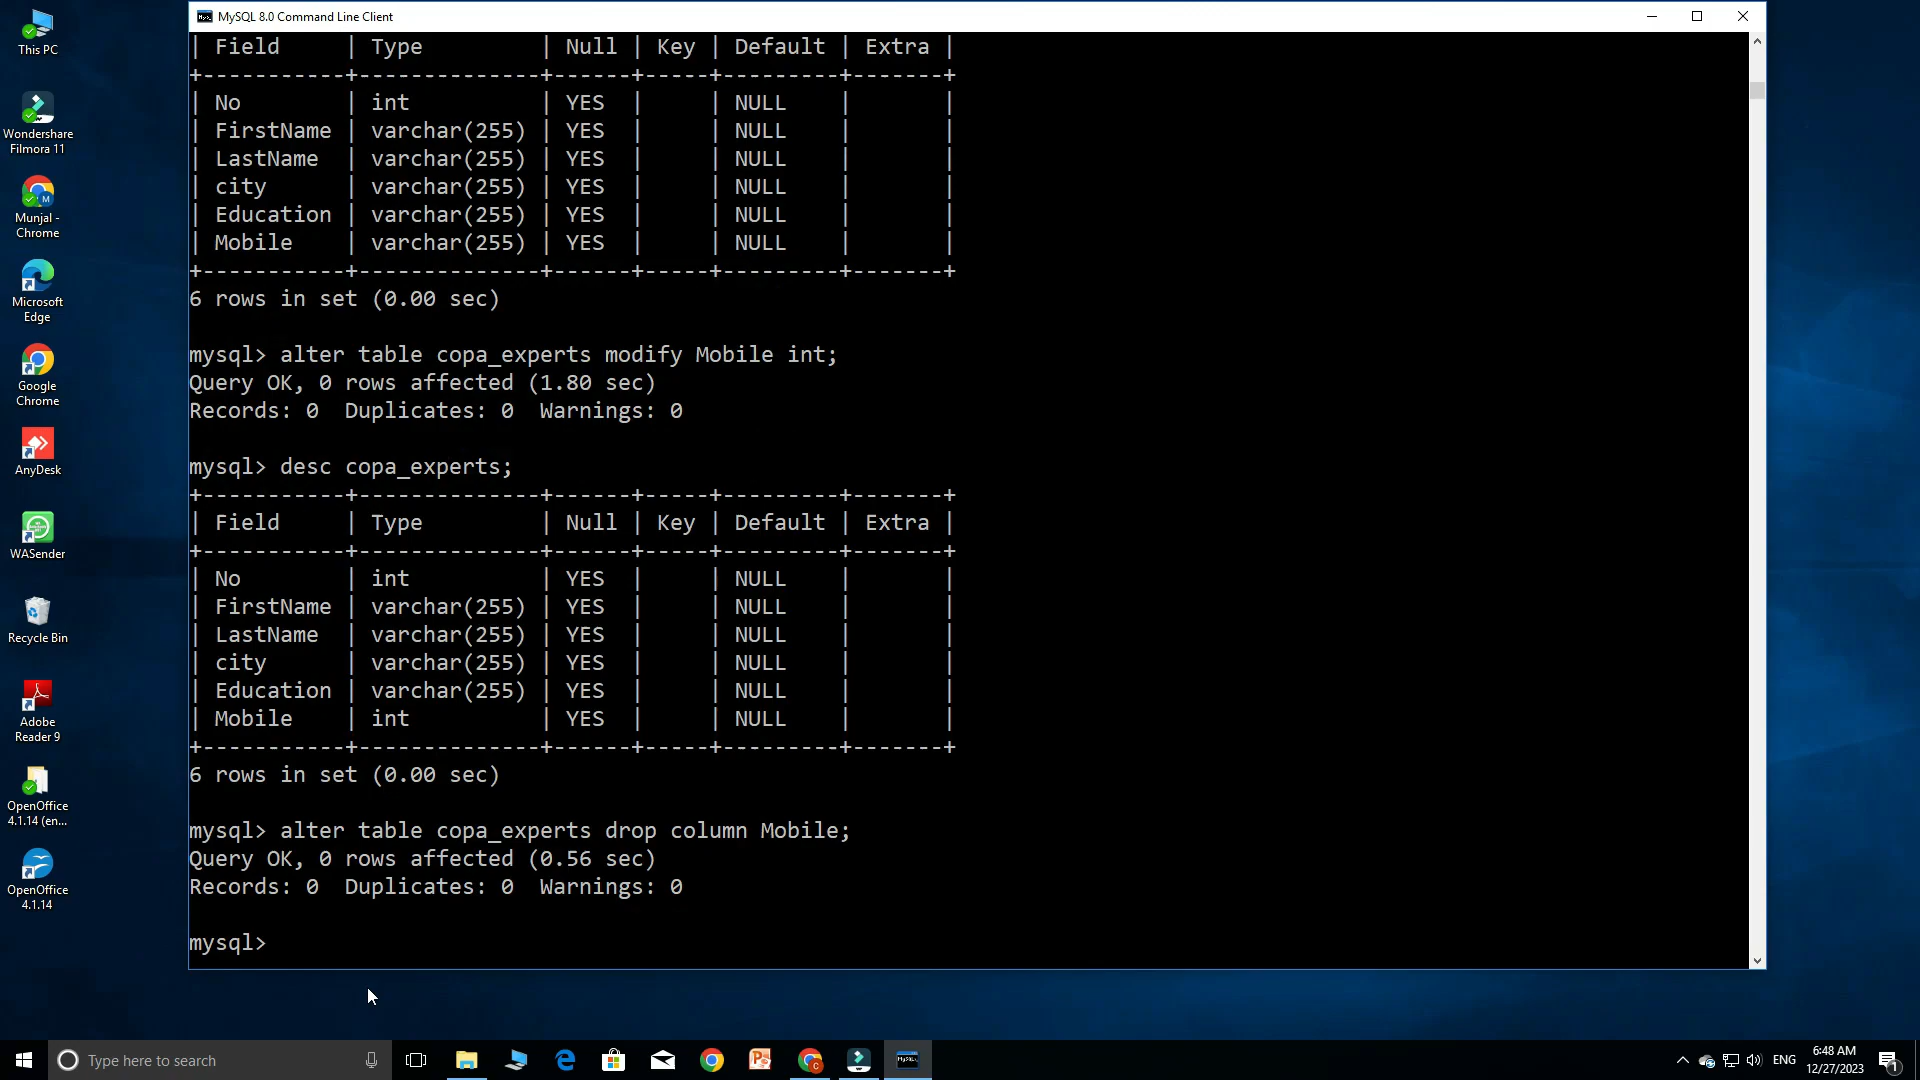 This PC
Wondershare
Filmora 11
Munjal -
Chrome
Microsoft
Edge
Google
Chrome
AnyDesk
WASender
Recycle Bin
Adobe
Reader 9
OpenOffice
4.1.14 (en...
OpenOffice
4.1.14
MySQL 8.0 Command Line Client
| Field     | Type         | Null | Key | Default | Extra |
+-----------+--------------+------+-----+---------+-------+
| No        | int          | YES  |     | NULL    |       |
| FirstName | varchar(255) | YES  |     | NULL    |       |
| LastName  | varchar(255) | YES  |     | NULL    |       |
| city      | varchar(255) | YES  |     | NULL    |       |
| Education | varchar(255) | YES  |     | NULL    |       |
| Mobile    | varchar(255) | YES  |     | NULL    |       |
+-----------+--------------+------+-----+---------+-------+
6 rows in set (0.00 sec)
mysql> alter table copa_experts modify Mobile int;
Query OK, 0 rows affected (1.80 sec)
Records: 0  Duplicates: 0  Warnings: 0
mysql> desc copa_experts;
+-----------+--------------+------+-----+---------+-------+
| Field     | Type         | Null | Key | Default | Extra |
+-----------+--------------+------+-----+---------+-------+
| No        | int          | YES  |     | NULL    |       |
| FirstName | varchar(255) | YES  |     | NULL    |       |
| LastName  | varchar(255) | YES  |     | NULL    |       |
| city      | varchar(255) | YES  |     | NULL    |       |
| Education | varchar(255) | YES  |     | NULL    |       |
| Mobile    | int          | YES  |     | NULL    |       |
+-----------+--------------+------+-----+---------+-------+
6 rows in set (0.00 sec)
mysql> alter table copa_experts drop column Mobile;
Query OK, 0 rows affected (0.56 sec)
Records: 0  Duplicates: 0  Warnings: 0
mysql>
Type here to search
ENG
6:48 AM
12/27/2023
1